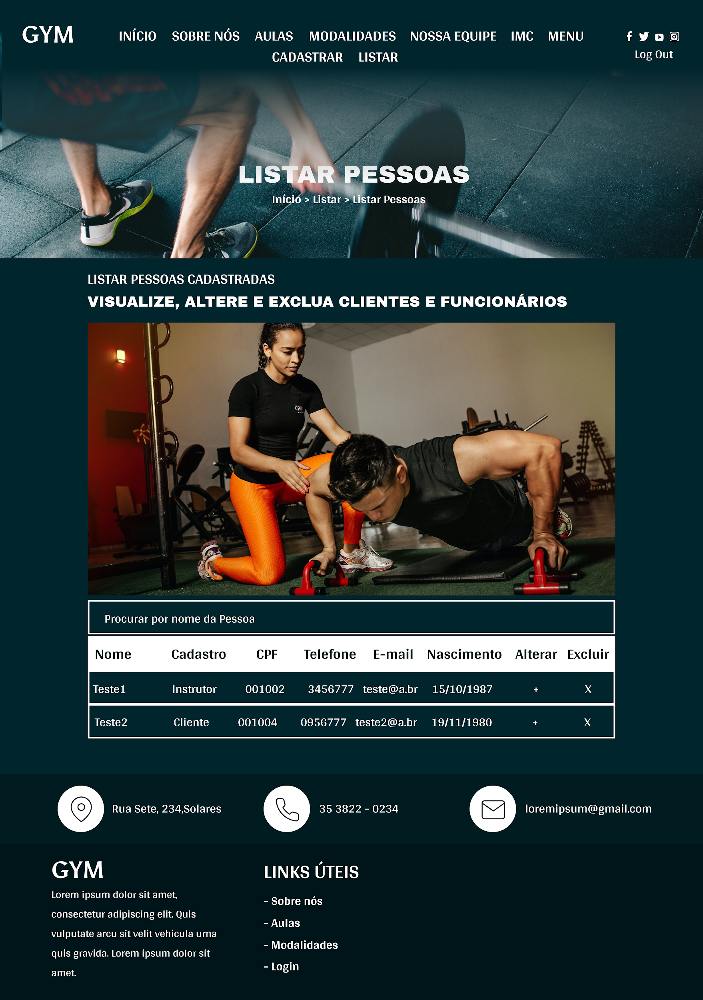 GYM
INÍCIO SOBRE NÓS AULAS MODALIDADES NOSSA EQUIPE IMC MENU
CADASTRAR LISTAR
Log Out
LISTAR PESSOAS
Início > Listar > Listar Pessoas
LISTAR PESSOAS CADASTRADAS
VISUALIZE, ALTERE E EXCLUA CLIENTES E FUNCIONÁRIOS
Procurar por nome da Pessoa
Nome Cadastro CPF Telefone E-mail Nascimento Alterar Excluir
Teste1 Instrutor 001002 3456777 teste@a.br 15/10/1987 + X
Teste2 Cliente 001004 0956777 teste2@a.br 19/11/1980 + X
Rua Sete, 234,Solares
35 3822 - 0234
loremipsum@gmail.com
GYM
Lorem ipsum dolor sit amet,
consectetur adipiscing elit. Quis
vulputate arcu sit velit vehicula urna
quis gravida. Lorem ipsum dolor sit
amet.
LINKS ÚTEIS
- Sobre nós
- Aulas
- Modalidades
- Login